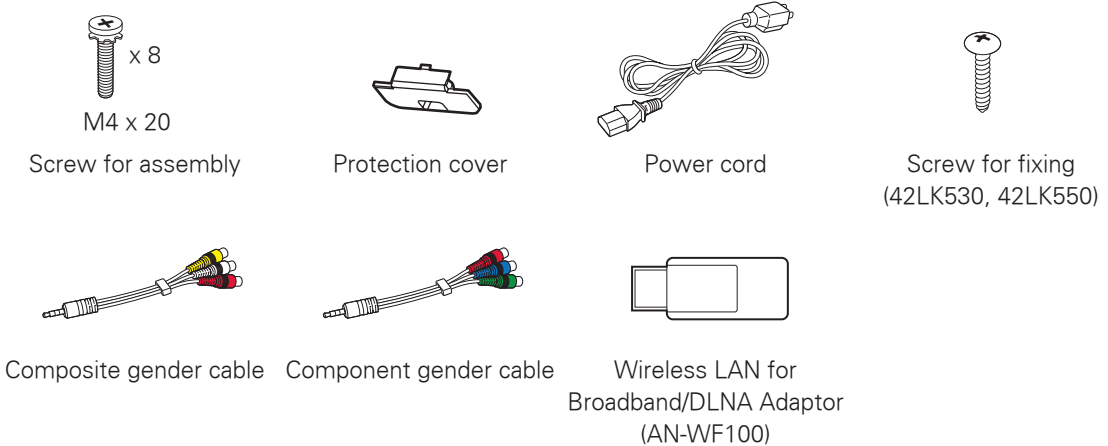 x 8
M4 x 20
Screw for assembly
Protection cover
Power cord
Screw for fixing
(42LK530, 42LK550)
Composite gender cable
Component gender cable
Wireless LAN for
Broadband/DLNA Adaptor
(AN-WF100)